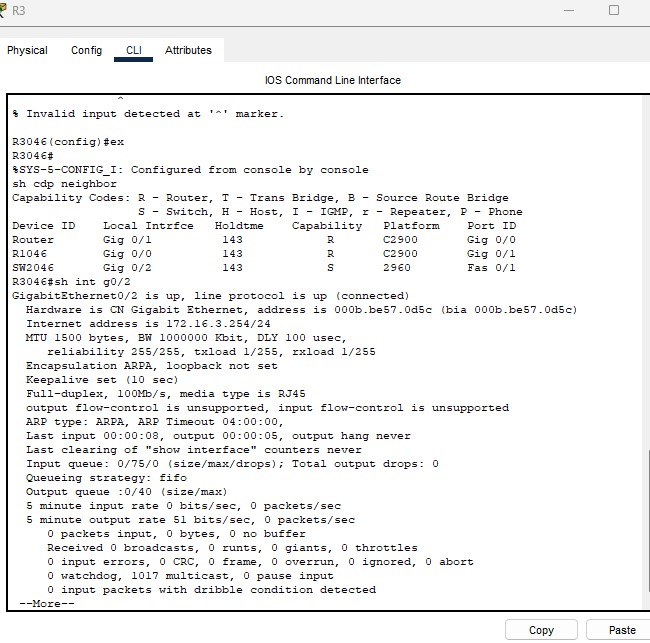 R3
Physical Config CLI Attributes
IOS Command Line Interface
^
% Invalid input detected at '^' marker.
R3046(config)#ex
R3046#
%SYS-5-CONFIG_I: Configured from console by console
sh cdp neighbor
Capability Codes: R - Router, T - Trans Bridge, B - Source Route Bridge
S - Switch, H - Host, I - IGMP, r - Repeater, P - Phone
Device ID Local Intrfce Holdtme Capability Platform Port ID
Router Gig 0/1 143 R C2900 Gig 0/0
R1046 Gig 0/0 143 R C2900 Gig 0/1
SW2046 Gig 0/2 143 S 2960 Fas 0/1
R3046#sh int g0/2
GigabitEthernet0/2 is up, line protocol is up (connected)
Hardware is CN Gigabit Ethernet, address is 000b.be57.0d5c (bia 000b.be57.0d5c)
Internet address is 172.16.3.254/24
MTU 1500 bytes, BW 1000000 Kbit, DLY 100 usec,
reliability 255/255, txload 1/255, rxload 1/255
Encapsulation ARPA, loopback not set
Keepalive set (10 sec)
Full-duplex, 100Mb/s, media type is RJ45
output flow-control is unsupported, input flow-control is unsupported
ARP type: ARPA, ARP Timeout 04:00:00,
Last input 00:00:08, output 00:00:05, output hang never
Last clearing of "show interface" counters never
Input queue: 0/75/0 (size/max/drops); Total output drops: 0
Queueing strategy: fifo
Output queue :0/40 (size/max)
5 minute input rate 0 bits/sec, 0 packets/sec
5 minute output rate 51 bits/sec, 0 packets/sec
0 packets input, 0 bytes, 0 no buffer
Received 0 broadcasts, 0 runts, 0 giants, 0 throttles
0 input errors, 0 CRC, 0 frame, 0 overrun, 0 ignored, 0 abort
0 watchdog, 1017 multicast, 0 pause input
0 input packets with dribble condition detected
--More--
Copy Paste